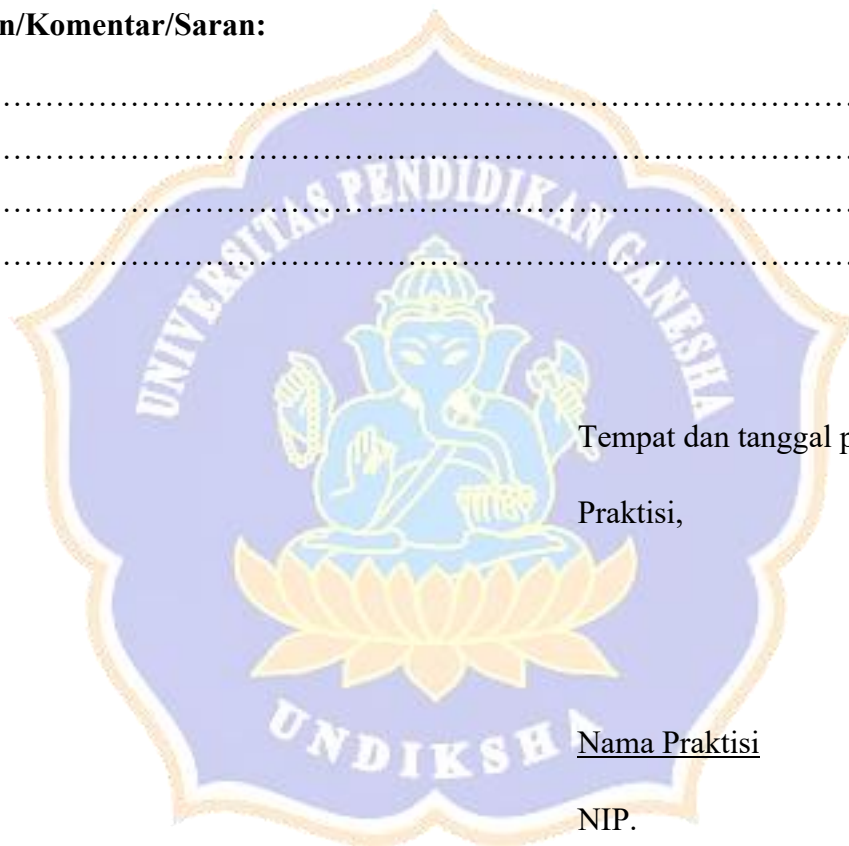 n/Komentar/Saran:
………………………………………………………………………………
………………………………………………………………………………
………………………………………………………………………………
………………………………………………………………………………
UNIVERSITAS PENDIDIKAN GANESHA
Tempat dan tanggal p
Praktisi,
UNDIKSHA
Nama Praktisi
NIP.